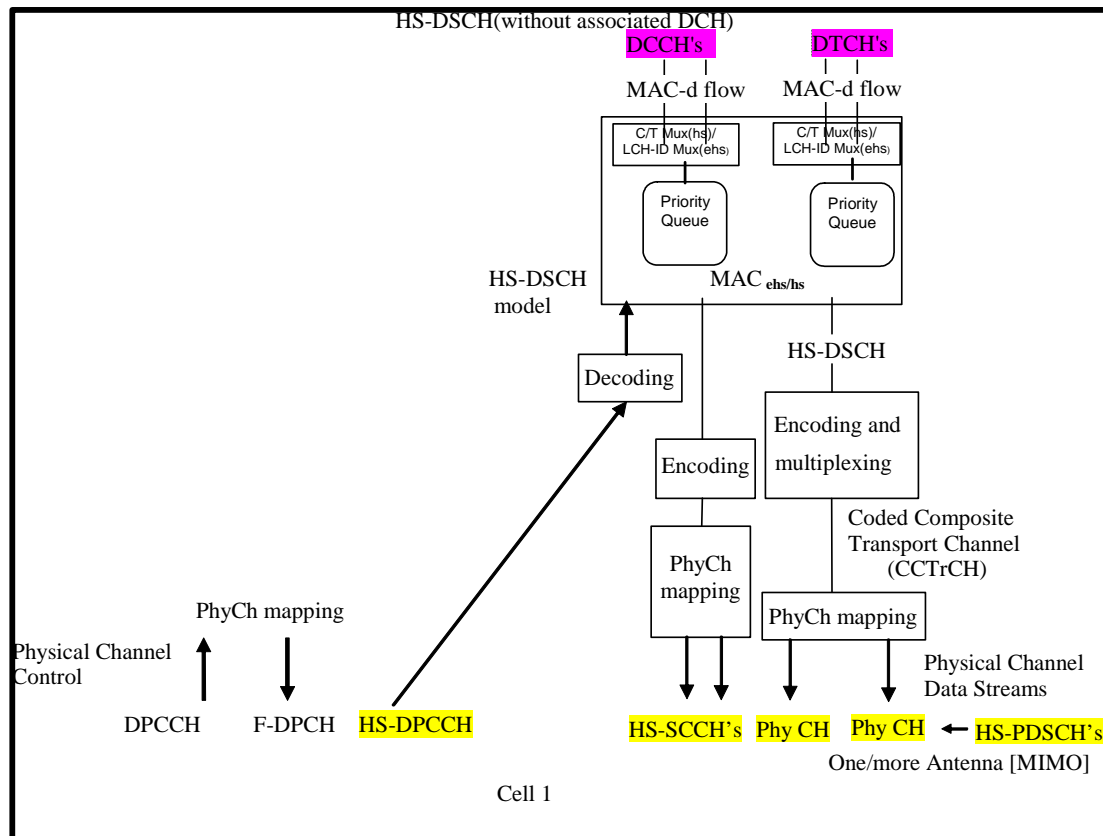 HS-DSCH(without associated DCH)
DCCH's
DTCH's
MAC-d flow
MAC-d flow
C/T Mux(hs)/
LCH-ID Mux(ehs)
C/T Mux(hs)/
LCH-ID Mux(ehs)
Priority
Queue
Priority
Queue
HS-DSCH
model
MAC ehs/hs
HS-DSCH
Decoding
Encoding and
multiplexing
Encoding
Coded Composite
Transport Channel
(CCTrCH)
PhyCh
mapping
PhyCh mapping
PhyCh mapping
Physical Channel
Control
Physical Channel
Data Streams
DPCCH
F-DPCH
HS-DPCCH
HS-SCCH’s
Phy CH
Phy CH
HS-PDSCH’s
One/more Antenna [MIMO]
Cell 1